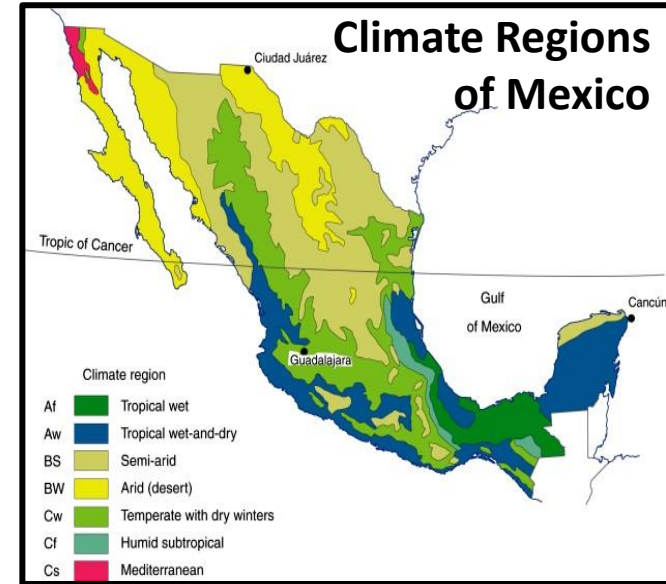 Climate Regions
of Mexico
Ciudad Juárez
Tropic of Cancer
Gulf
of Mexico
Cancún
Guadalajara
Climate region
Af Tropical wet
Aw Tropical wet-and-dry
BS Semi-arid
BW Arid (desert)
Cw Temperate with dry winters
Cf Humid subtropical
Cs Mediterranean